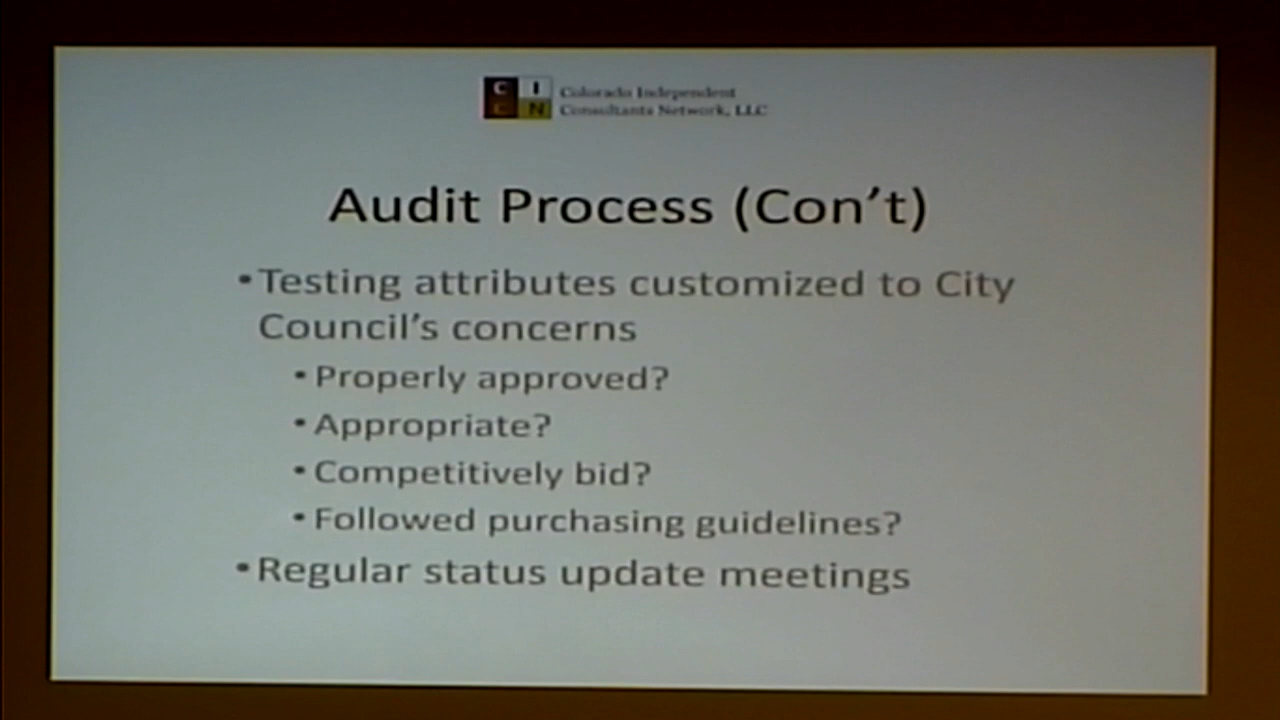 C I
C N
Colorado Independent
Consultants Network, LLC
Audit Process (Con’t)
• Testing attributes customized to City
Council’s concerns
• Properly approved?
• Appropriate?
• Competitively bid?
• Followed purchasing guidelines?
• Regular status update meetings